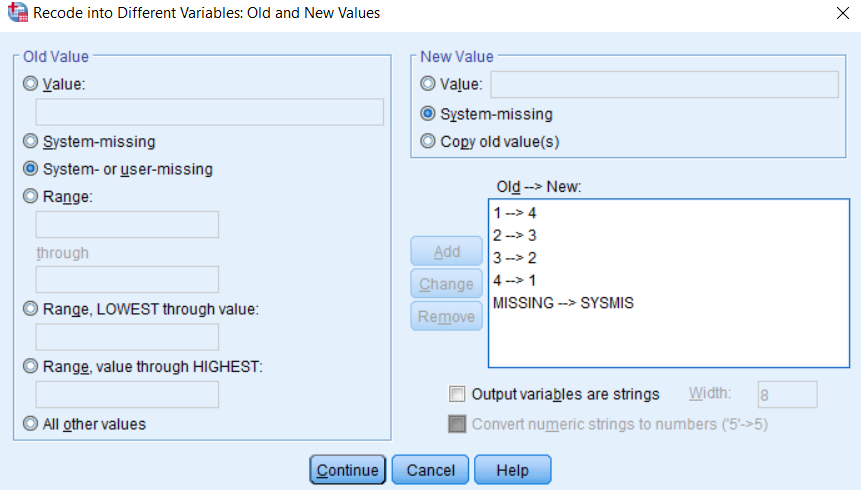 Recode into Different Variables: Old and New Values
Old Value
Value:
System-missing
System- or user-missing
Range:
through
Range, LOWEST through value:
Range, value through HIGHEST:
All other values
New Value
Value:
System-missing
Copy old value(s)
Old --> New:
1 --> 4
2 --> 3
3 --> 2
4 --> 1
MISSING --> SYSMIS
Add
Change
Remove
Output variables are strings Width: 8
Convert numeric strings to numbers ('5'->5)
Continue Cancel Help